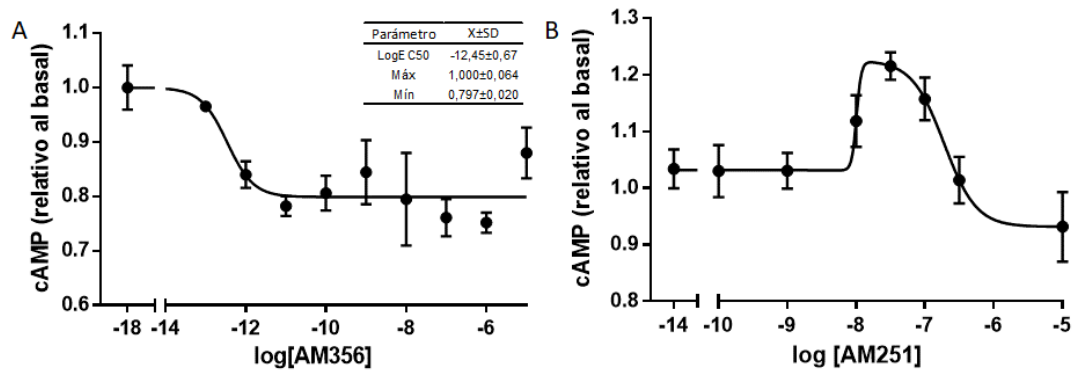 A
cAMP (relativo al basal)
1.1
1.0
0.9
0.8
0.7
0.6
-18 -14 -12 -10 -8 -6
log[AM356]
Parámetro X±SD
LogEC50 -12,45±0,67
Máx 1,000±0,064
Mín 0,797±0,020
B
cAMP (relativo al basal)
1.3
1.2
1.1
1.0
0.9
0.8
-14 -10 -9 -8 -7 -6 -5
log [AM251]